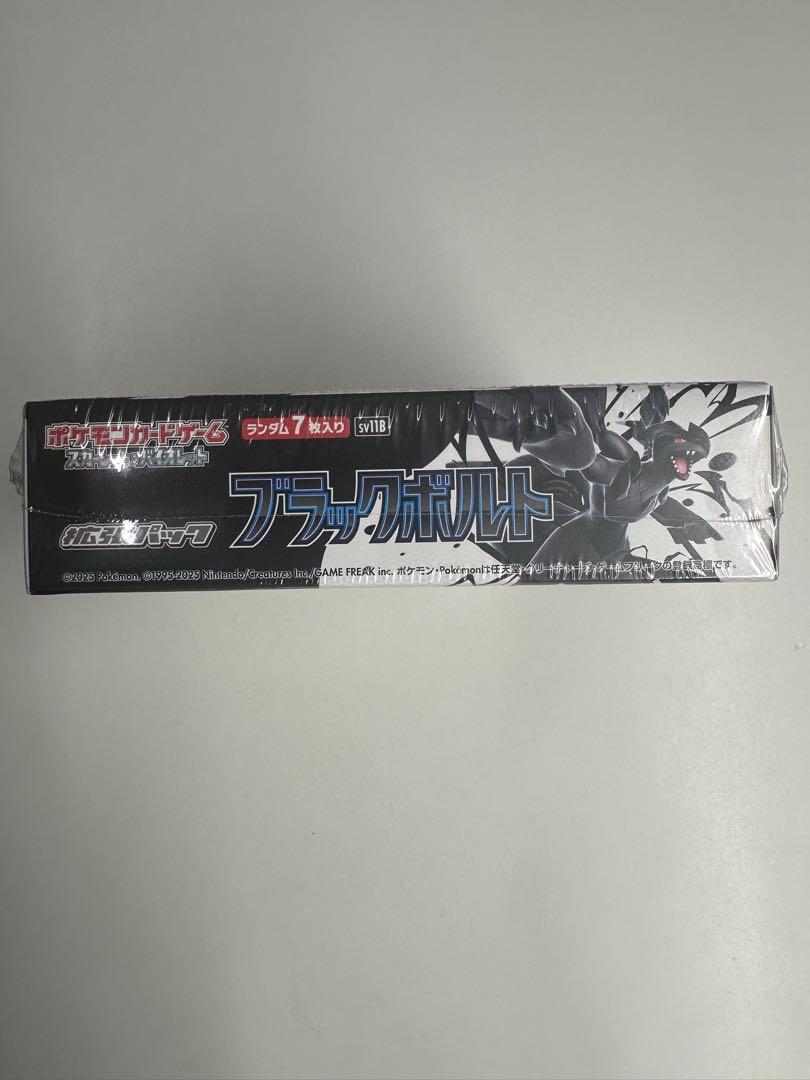 ポケモンカードゲーム
スカーレット&バイオレット
ランダム7枚入り
sv11B
拡張パック
ブラックボルト
©2025 Pokémon. ©1995-2025 Nintendo/Creatures Inc./GAME FREAK inc. ポケモン・Pokémonは任天堂・クリーチャーズ・ゲームフリークの登録商標です。